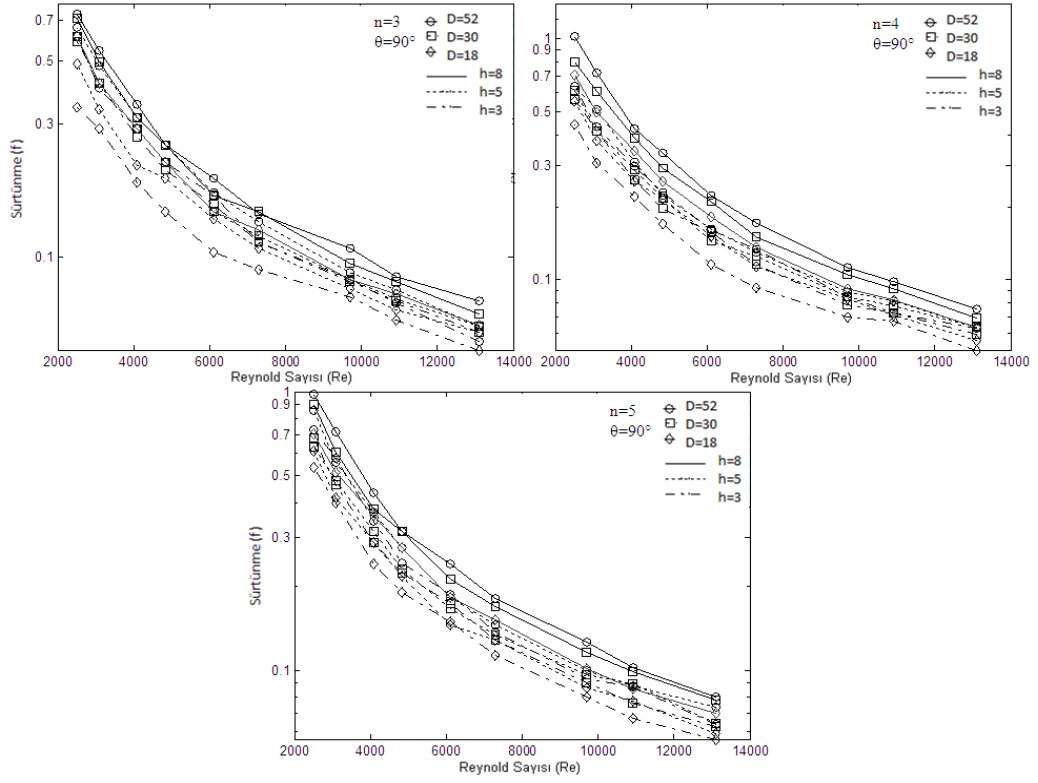 0.7
0.5
0.3
0.1
Sürtünme (f)
n=3
θ=90°
D=52
D=30
D=18
h=8
h=5
h=3
2000 4000 6000 8000 10000 12000 14000
Reynold Sayısı (Re)
1
0.9
0.7
0.5
0.3
0.1
n=4
θ=90°
D=52
D=30
D=18
h=8
h=5
h=3
2000 4000 6000 8000 10000 12000 14000
Reynold Sayısı (Re)
1
0.9
0.7
0.5
0.3
0.1
Sürtünme (f)
n=5
θ=90°
D=52
D=30
D=18
h=8
h=5
h=3
2000 4000 6000 8000 10000 12000 14000
Reynold Sayısı (Re)